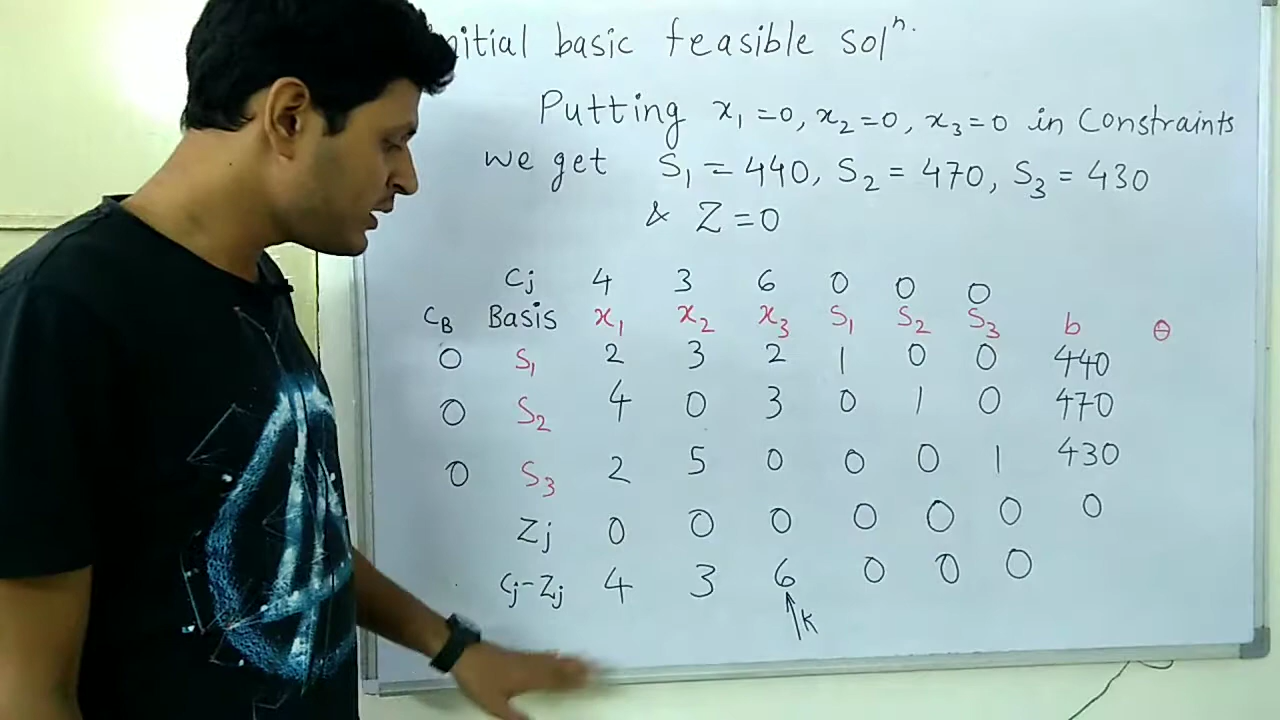 nitial basic feasible solⁿ.
Putting x₁=0, x₂=0, x₃=0 in Constraints
we get S₁ = 440, S₂ = 470, S₃ = 430
& Z = 0
Cj 4 3 6 0 0 0
C_B Basis x₁ x₂ x₃ S₁ S₂ S₃ b θ
0 S₁ 2 3 2 1 0 0 440
0 S₂ 4 0 3 0 1 0 470
0 S₃ 2 5 0 0 0 1 430
Zj 0 0 0 0 0 0 0
Cj-Zj 4 3 6 0 0 0
↑K